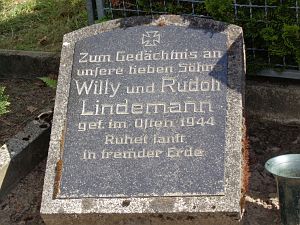 Zum Gedächtnis an
unsere lieben Söhne
Willy und Rudolf
Lindemann
gef. im Osten 1944
Ruhet sanft
in fremder Erde